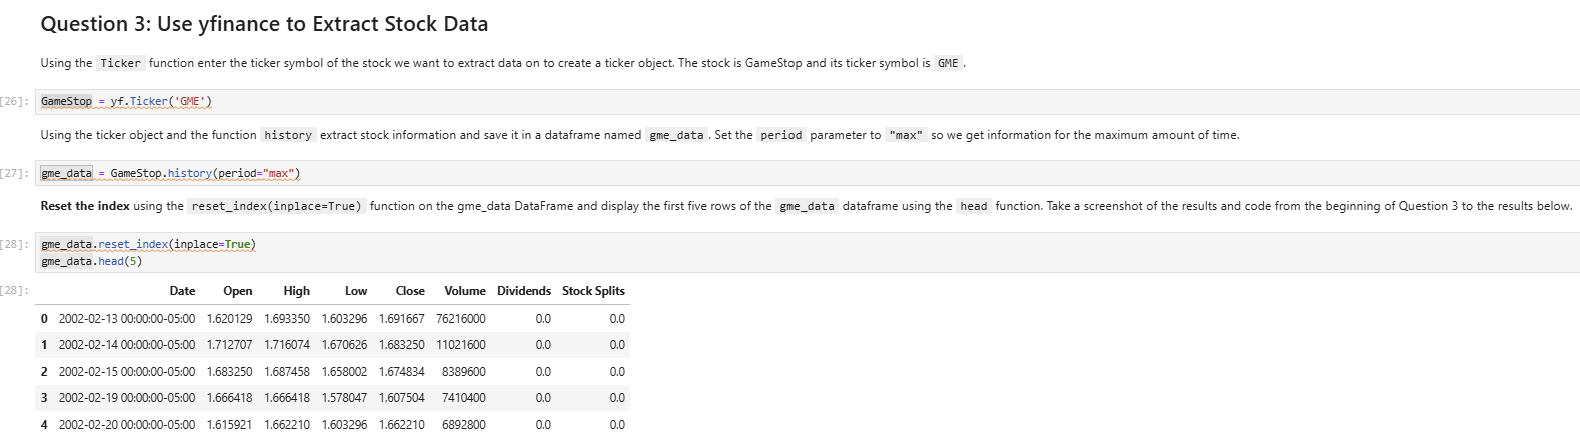 Question 3: Use yfinance to Extract Stock Data
Using the Ticker function enter the ticker symbol of the stock we want to extract data on to create a ticker object. The stock is GameStop and its ticker symbol is GME .
[26]: GameStop = yf.Ticker('GME')
Using the ticker object and the function history extract stock information and save it in a dataframe named gme_data . Set the period parameter to "max" so we get information for the maximum amount of time.
[27]: gme_data = GameStop.history(period="max")
Reset the index using the reset_index(inplace=True) function on the gme_data DataFrame and display the first five rows of the gme_data dataframe using the head function. Take a screenshot of the results and code from the beginning of Question 3 to the results below.
[28]: gme_data.reset_index(inplace=True)
gme_data.head(5)
[28]: Date Open High Low Close Volume Dividends Stock Splits
0 2002-02-13 00:00:00-05:00 1.620129 1.693350 1.603296 1.691667 76216000 0.0 0.0
1 2002-02-14 00:00:00-05:00 1.712707 1.716074 1.670626 1.683250 11021600 0.0 0.0
2 2002-02-15 00:00:00-05:00 1.683250 1.687458 1.658002 1.674834 8389600 0.0 0.0
3 2002-02-19 00:00:00-05:00 1.666418 1.666418 1.578047 1.607504 7410400 0.0 0.0
4 2002-02-20 00:00:00-05:00 1.615921 1.662210 1.603296 1.662210 6892800 0.0 0.0